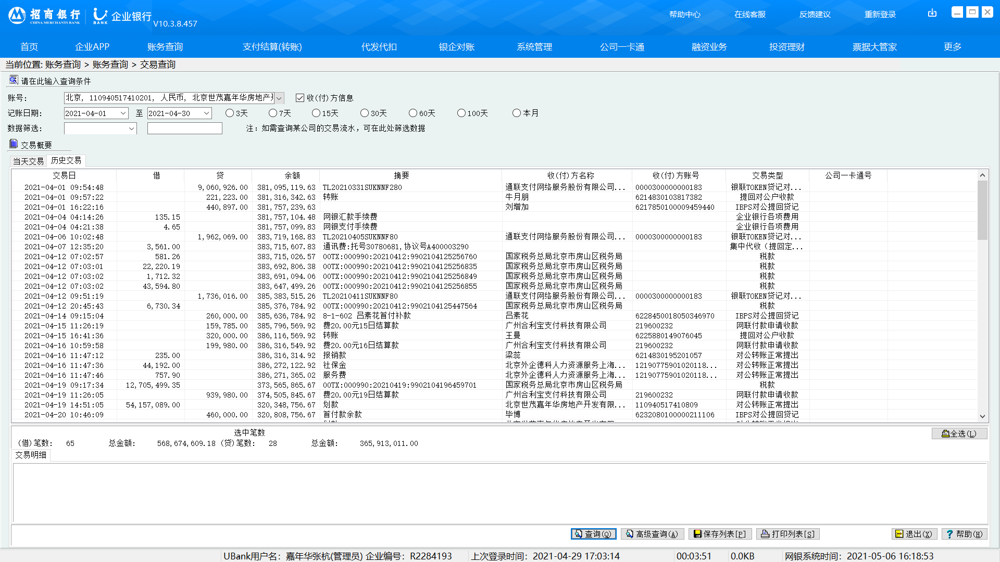 招商银行 CHINA MERCHANTS BANK U BANK 企业银行 V10.3.8.457 帮助中心 在线客服 反馈建议 重新登录
首页 企业APP 账务查询 支付结算(转账) 代发代扣 银企对账 系统管理 公司一卡通 融资业务 投资理财 票据大管家 更多
当前位置: 账务查询 > 账务查询 > 交易查询
请在此输入查询条件
账号: 北京, 110940517410201, 人民币, 北京世茂嘉年华房地产 收(付)方信息
记账日期: 2021-04-01 至 2021-04-30 3天 7天 15天 30天 60天 100天 本月
数据筛选: 注：如需查询某公司的交易流水，可在此处筛选数据
交易概要
当天交易 历史交易
交易日 借 贷 余额 摘要 收(付)方名称 收(付)方账号 交易类型 公司一卡通号
2021-04-01 09:54:48 9,060,926.00 381,095,119.63 TL20210331SUKNNF280 通联支付网络服务股份有限公司... 0000300000000183 银联TOKEN贷记对...
2021-04-01 09:57:22 221,223.00 381,316,342.63 转账 牛月朋 6214830103817382 提回对公户收款
2021-04-01 16:22:16 440,897.00 381,757,239.63 刘增加 6217850100009459440 IBPS对公提回贷记
2021-04-04 04:14:26 135.15 381,757,104.48 网银汇款手续费 企业银行各项费用
2021-04-04 04:21:38 4.65 381,757,099.83 网银支付手续费 企业银行各项费用
2021-04-06 10:02:48 1,962,069.00 383,719,168.83 TL20210405SUKNNF80 通联支付网络服务股份有限公司... 0000300000000183 银联TOKEN贷记对...
2021-04-07 12:35:20 3,561.00 383,715,607.83 通讯费:托号30780681,协议号A400003290 集中代收（提回定...
2021-04-12 07:02:57 581.26 383,715,026.57 00TX:000990:20210412:9902104125256760 国家税务总局北京市房山区税务局 税款
2021-04-12 07:03:01 22,220.19 383,692,806.38 00TX:000990:20210412:9902104125256835 国家税务总局北京市房山区税务局 税款
2021-04-12 07:03:02 1,712.32 383,691,094.06 00TX:000990:20210412:9902104125256849 国家税务总局北京市房山区税务局 税款
2021-04-12 07:03:02 43,594.80 383,647,499.26 00TX:000990:20210412:9902104125256855 国家税务总局北京市房山区税务局 税款
2021-04-12 09:51:19 1,736,016.00 385,383,515.26 TL20210411SUKNNF80 通联支付网络服务股份有限公司... 0000300000000183 银联TOKEN贷记对...
2021-04-12 20:45:43 6,730.34 385,376,784.92 00TX:000990:20210412:9902104125447564 国家税务总局北京市房山区税务局 税款
2021-04-14 09:15:04 260,000.00 385,636,784.92 8-1-602 吕素花首付补款 吕素花 6228450018050346970 IBPS对公提回贷记
2021-04-15 11:26:19 159,785.00 385,796,569.92 费20.00元15日结算款 广州合利宝支付科技有限公司 219600232 网联付款申请收款
2021-04-15 16:41:36 320,000.00 386,116,569.92 转账 王曼 6225880149076045 提回对公户收款
2021-04-16 10:59:58 199,980.00 386,316,549.92 费20.00元16日结算款 广州合利宝支付科技有限公司 219600232 网联付款申请收款
2021-04-16 11:47:12 235.00 386,316,314.92 报销款 梁蕊 6214830195201057 对公转账正常提出
2021-04-16 11:47:36 44,192.00 386,272,122.92 社保金 北京外企德科人力资源服务上海... 12190775901020118... 对公转账正常提出
2021-04-16 11:47:46 757.90 386,271,365.02 服务费 北京外企德科人力资源服务上海... 12190775901020118... 对公转账正常提出
2021-04-19 09:17:34 12,705,499.35 373,565,865.67 00TX:000990:20210419:9902104196459701 国家税务总局北京市房山区税务局 税款
2021-04-19 11:26:05 939,980.00 374,505,845.67 费20.00元19日结算款 广州合利宝支付科技有限公司 219600232 网联付款申请收款
2021-04-19 14:51:05 54,157,089.00 320,348,756.67 划款 北京世茂嘉年华房地产开发有限... 110940517410809 对公转账正常提出
2021-04-20 10:46:09 460,000.00 320,808,756.67 首付款余款 毕博 6232080100000211106 IBPS对公提回贷记
选中笔数 全选(L)
(借)笔数: 65 总金额: 568,674,609.18 (贷)笔数: 28 总金额: 365,913,011.00
交易明细
查询(Q) 高级查询(A) 保存列表[P] 打印列表[S] 退出(X) 帮助(H)
UBank用户名：嘉年华张杭(管理员) 企业编号：R2284193 上次登录时间：2021-04-29 17:03:14 00:03:51 0.0KB 网银系统时间：2021-05-06 16:18:53